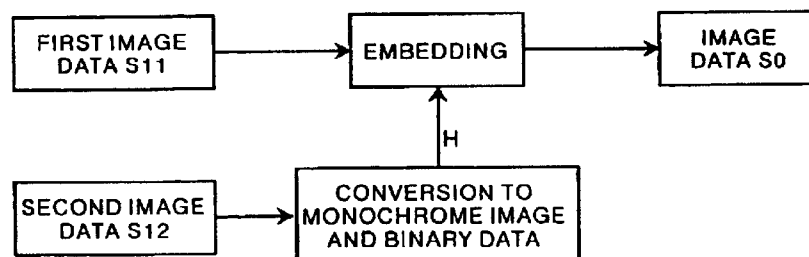 FIRST IMAGE
DATA S11
EMBEDDING
IMAGE
DATA S0
H
SECOND IMAGE
DATA S12
CONVERSION TO
MONOCHROME IMAGE
AND BINARY DATA